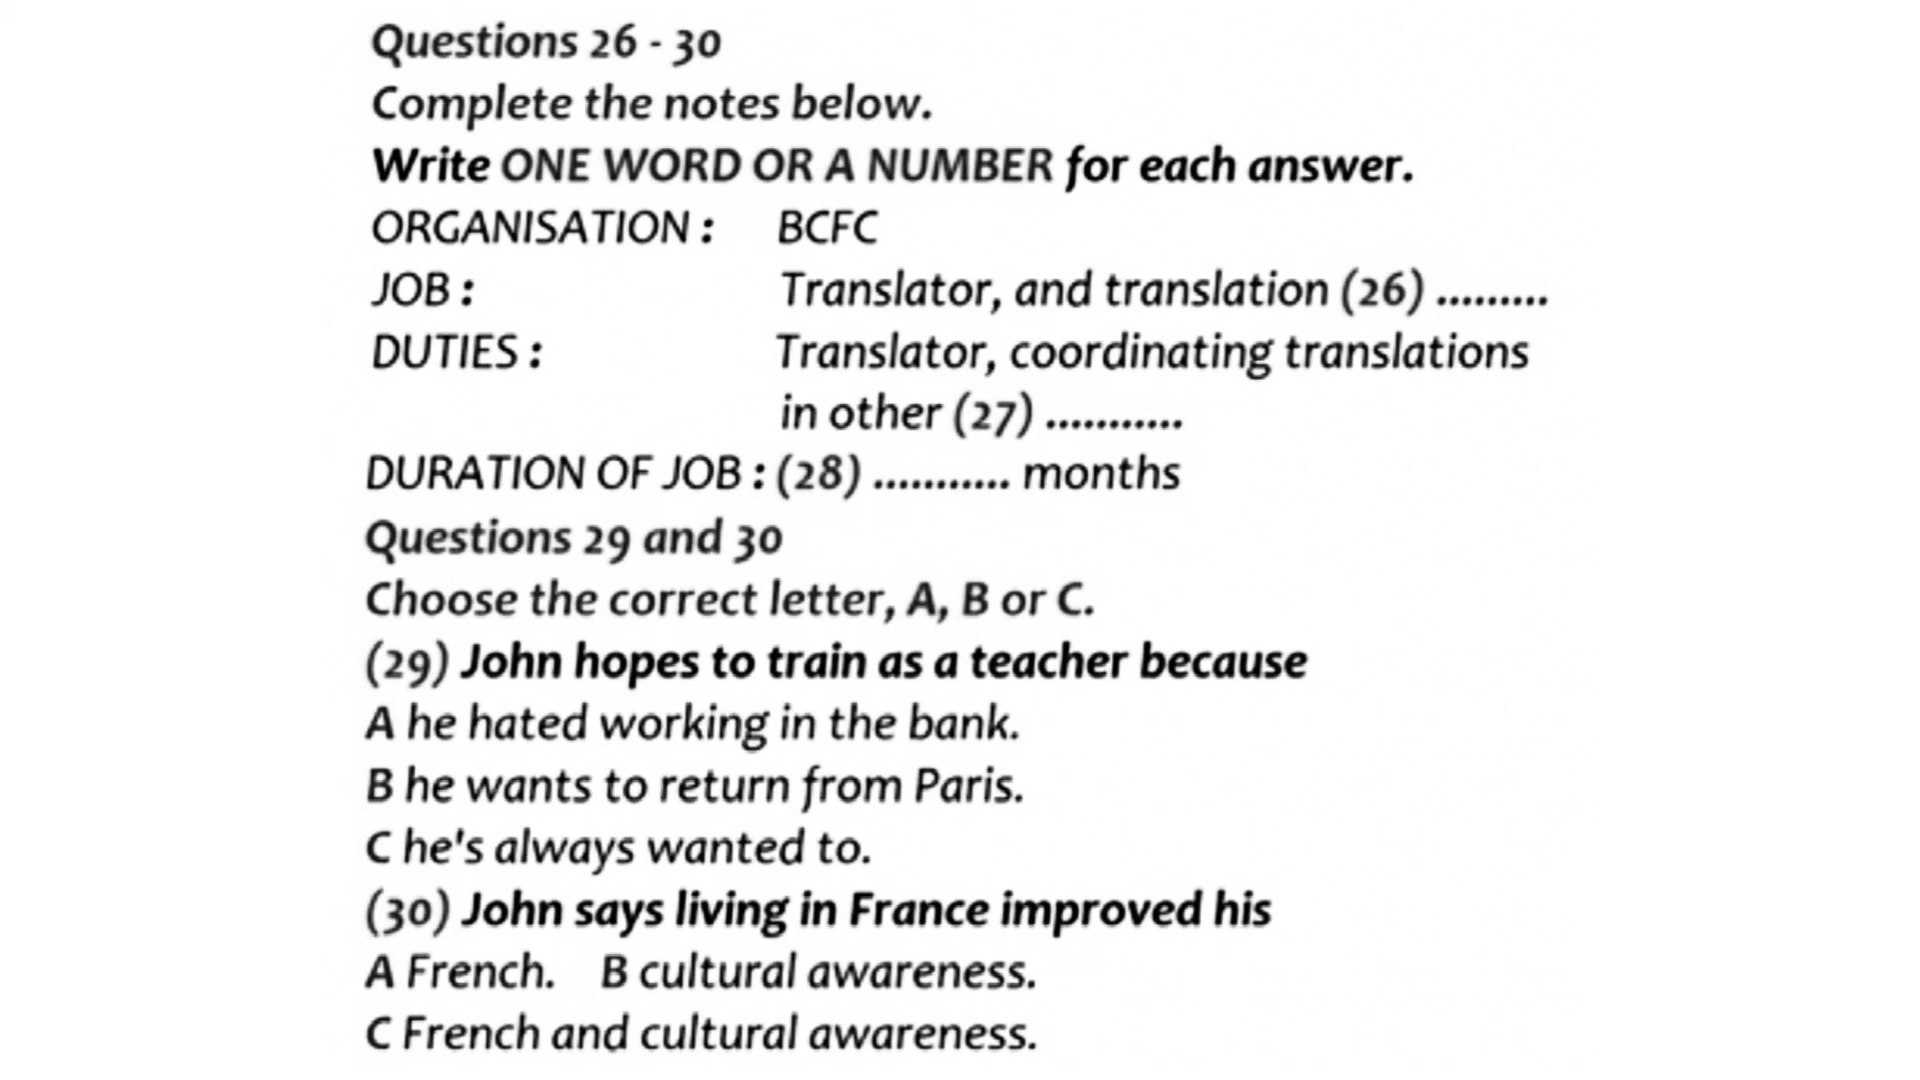 Questions 26 - 30
Complete the notes below.
Write ONE WORD OR A NUMBER for each answer.
ORGANISATION : BCFC
JOB : Translator, and translation (26) .........
DUTIES : Translator, coordinating translations
in other (27) ...........
DURATION OF JOB : (28) ........... months
Questions 29 and 30
Choose the correct letter, A, B or C.
(29) John hopes to train as a teacher because
A he hated working in the bank.
B he wants to return from Paris.
C he's always wanted to.
(30) John says living in France improved his
A French. B cultural awareness.
C French and cultural awareness.